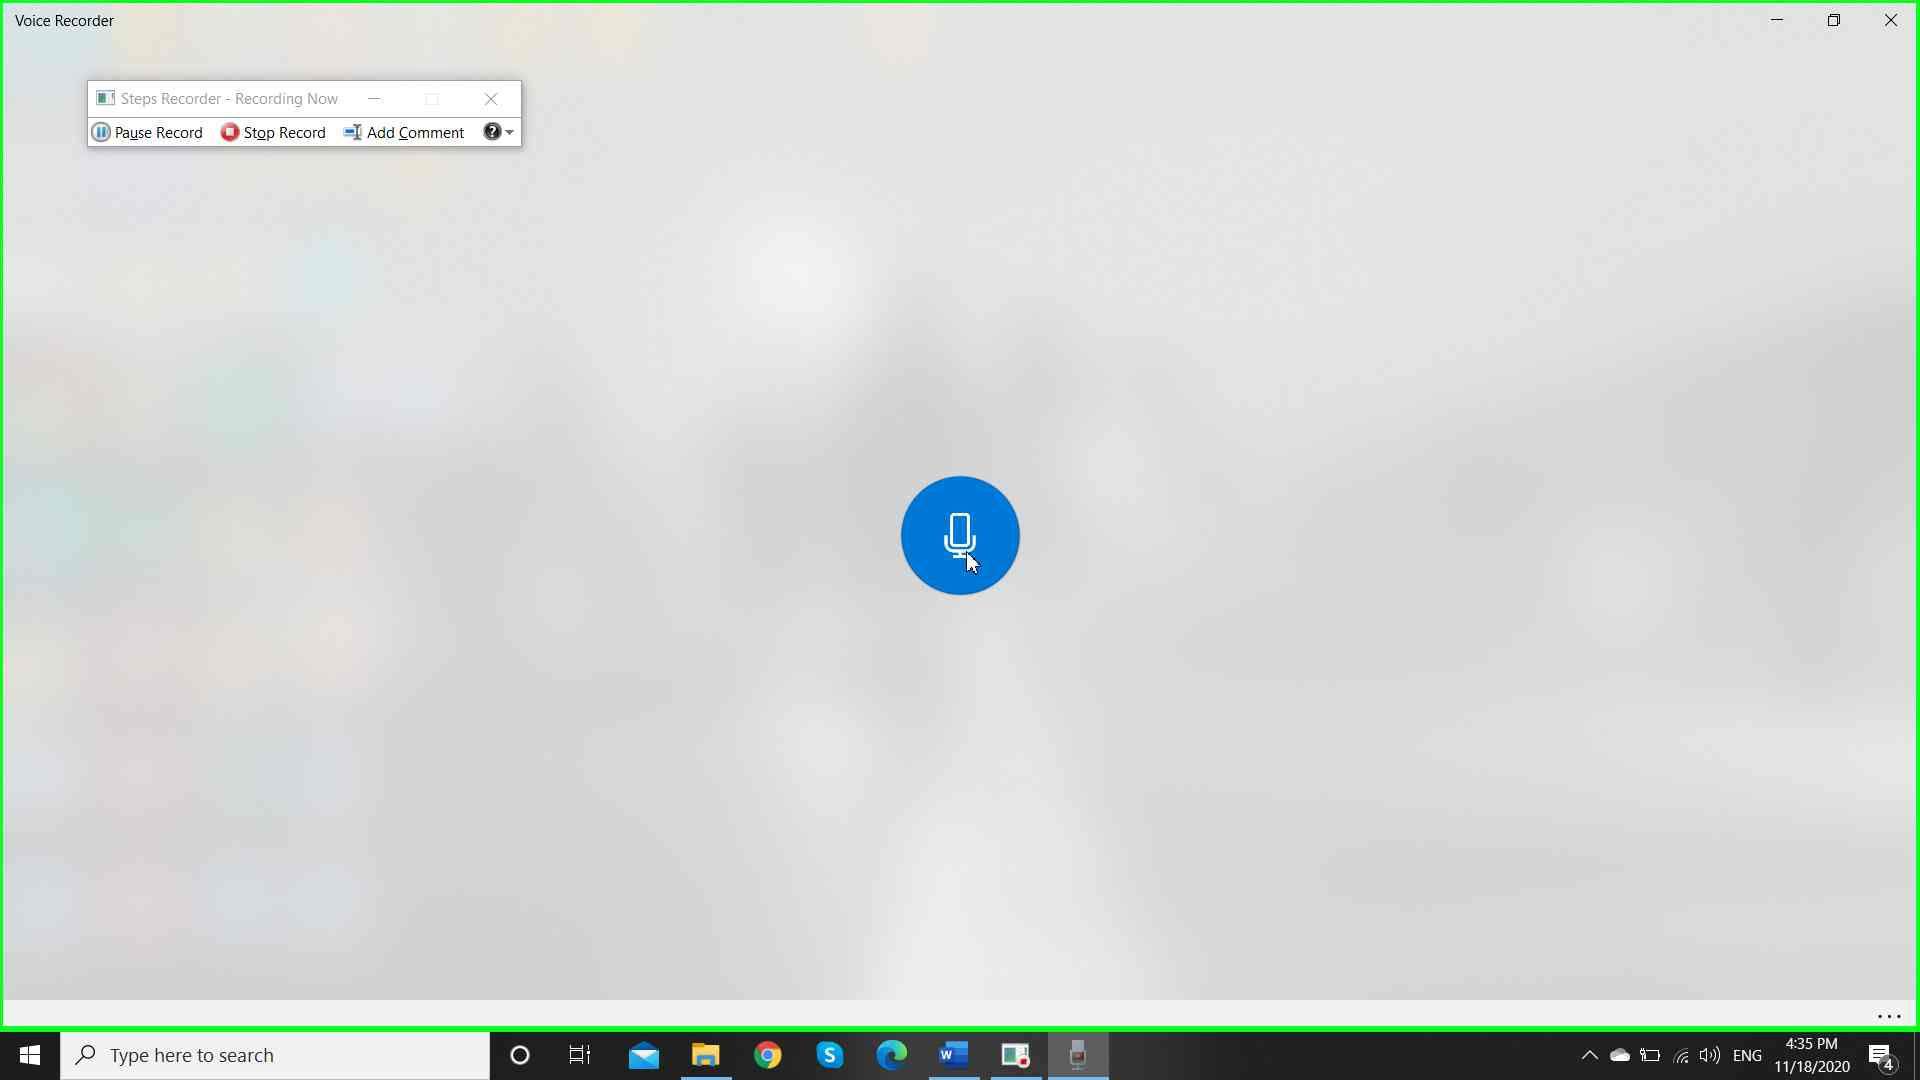 Voice Recorder
Steps Recorder - Recording Now
Pause Record Stop Record Add Comment ?
Type here to search
S
W
ENG
4:35 PM
11/18/2020
4